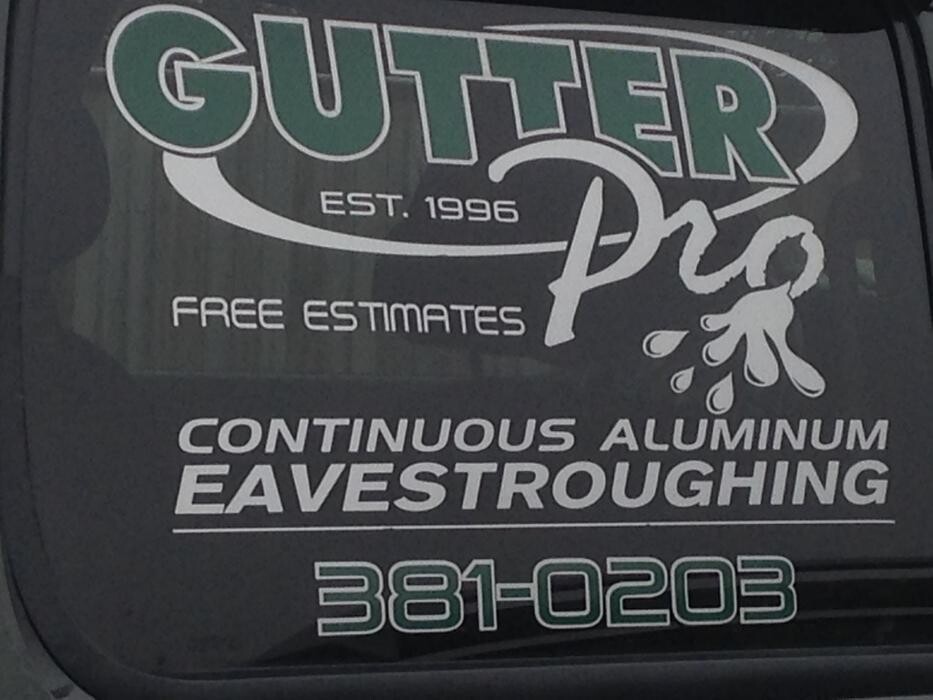 GUTTER
Pro
EST. 1996
FREE ESTIMATES
CONTINUOUS ALUMINUM
EAVESTROUGHING
381-0203